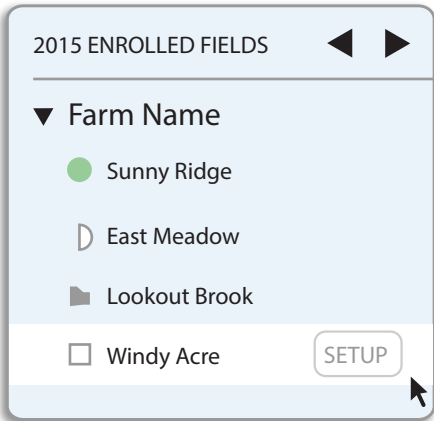 2015 ENROLLED FIELDS
Farm Name
Sunny Ridge
East Meadow
Lookout Brook
Windy Acre SETUP